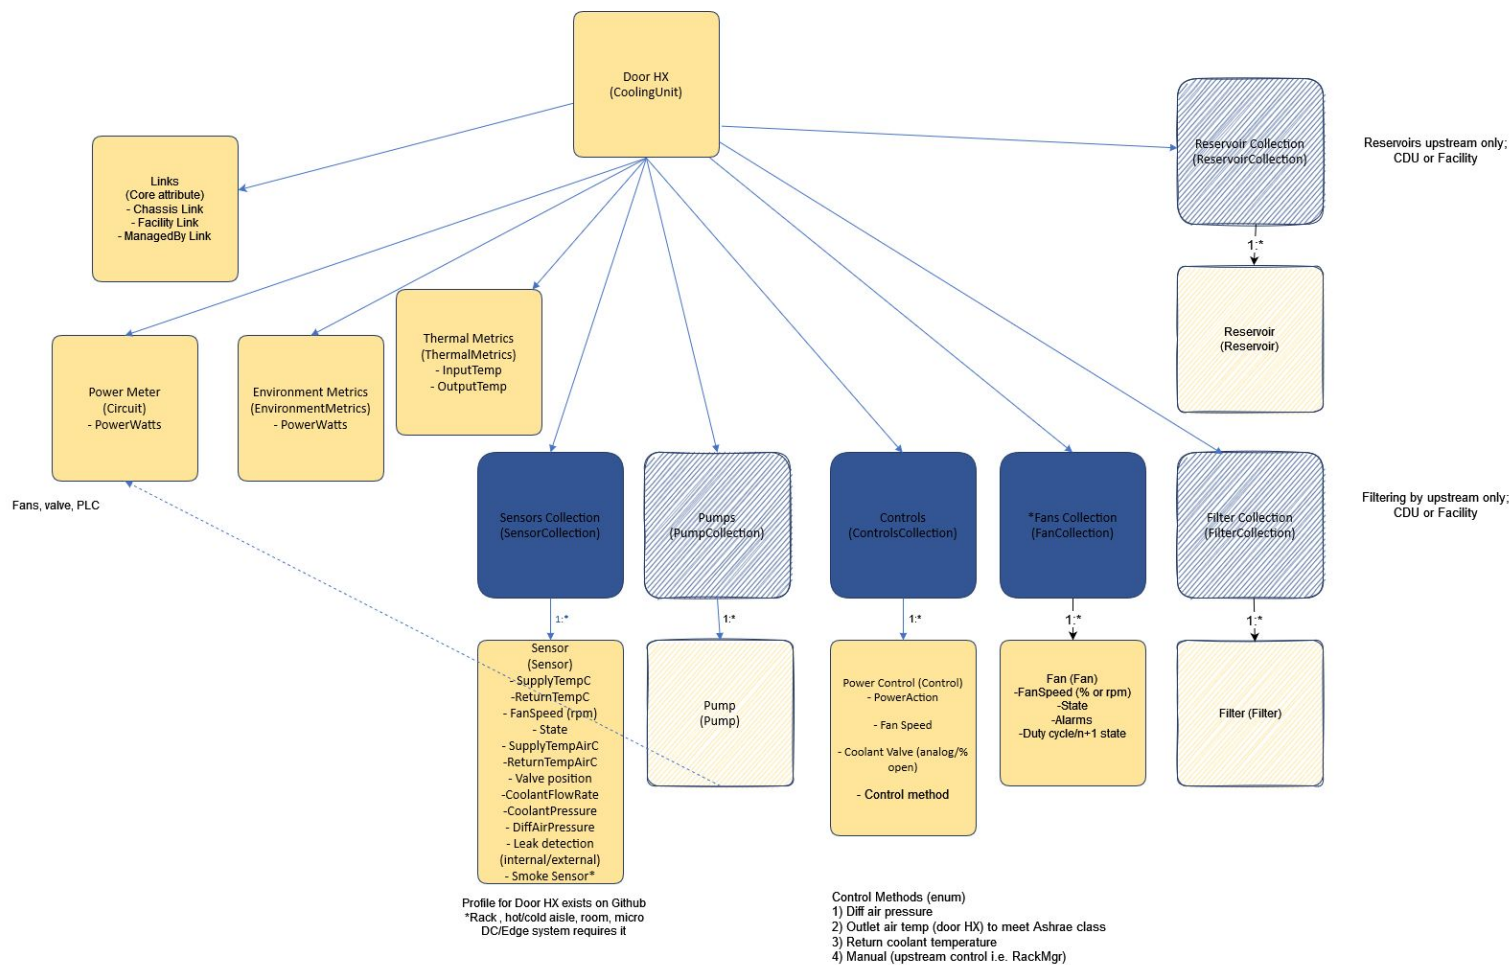 Door HX
(CoolingUnit)
Links
(Core attribute)
- Chassis Link
- Facility Link
- ManagedBy Link
Reservoir Collection
(ReservoirCollection)
Reservoirs upstream only;
CDU or Facility
1:*
Reservoir
(Reservoir)
Power Meter
(Circuit)
- PowerWatts
Fans, valve, PLC
Environment Metrics
(EnvironmentMetrics)
- PowerWatts
Thermal Metrics
(ThermalMetrics)
- InputTemp
- OutputTemp
Sensors Collection
(SensorCollection)
Pumps
(PumpCollection)
Controls
(ControlsCollection)
*Fans Collection
(FanCollection)
Filter Collection
(FilterCollection)
Filtering by upstream only;
CDU or Facility
1:*
1:*
1:*
1:*
1:*
Sensor
(Sensor)
- SupplyTempC
-ReturnTempC
- FanSpeed (rpm)
- State
- SupplyTempAirC
-ReturnTempAirC
- Valve position
-CoolantFlowRate
-CoolantPressure
- DiffAirPressure
- Leak detection
(internal/external)
- Smoke Sensor*
Pump
(Pump)
Power Control (Control)
- PowerAction
- Fan Speed
- Coolant Valve (analog/%
open)
- Control method
Fan (Fan)
-FanSpeed (% or rpm)
-State
-Alarms
-Duty cycle/n+1 state
Filter (Filter)
Profile for Door HX exists on Github
*Rack , hot/cold aisle, room, micro
DC/Edge system requires it
Control Methods (enum)
1) Diff air pressure
2) Outlet air temp (door HX) to meet Ashrae class
3) Return coolant temperature
4) Manual (upstream control i.e. RackMgr)